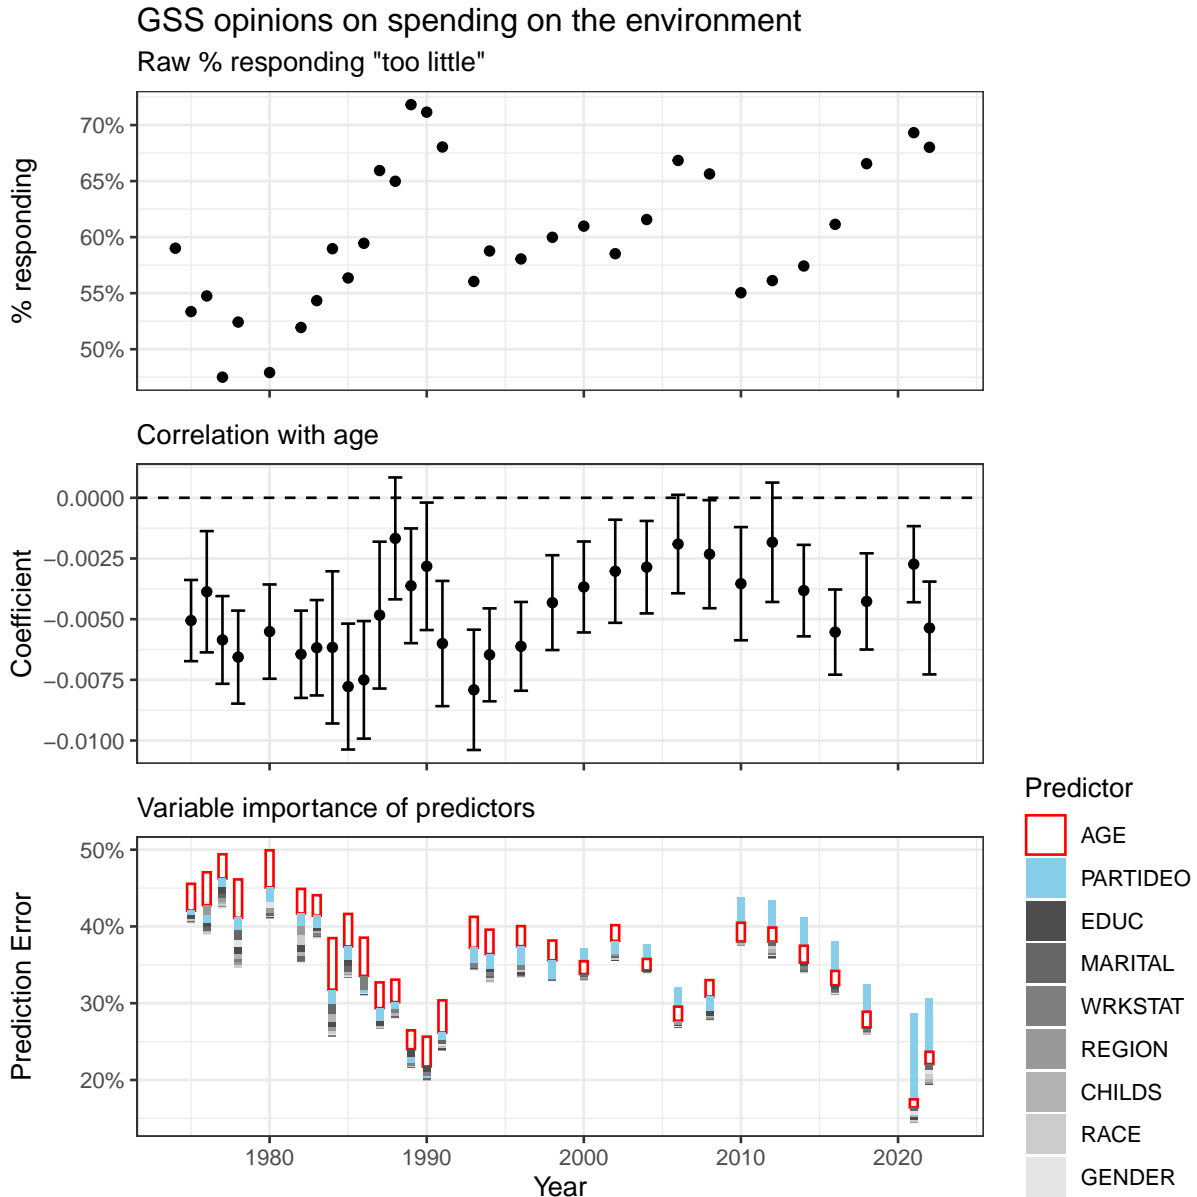 GSS opinions on spending on the environment
Raw % responding "too little"
% responding
70%
65%
60%
55%
50%
Correlation with age
Coefficient
0.0000
−0.0025
−0.0050
−0.0075
−0.0100
Variable importance of predictors
Prediction Error
50%
40%
30%
20%
1980 1990 2000 2010 2020
Year
Predictor
AGE
PARTIDEO
EDUC
MARITAL
WRKSTAT
REGION
CHILDS
RACE
GENDER